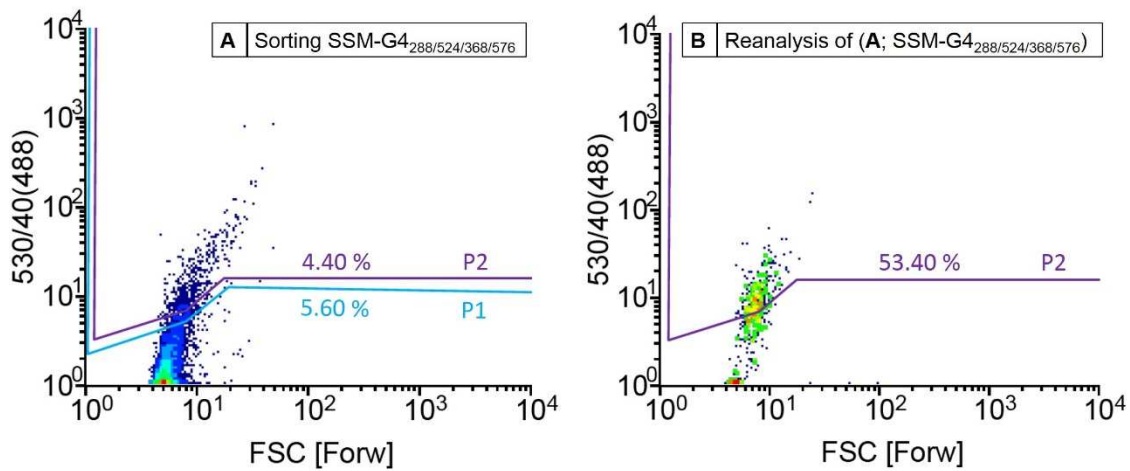 A Sorting SSM-G4288/524/368/576
10⁴
10³
10²
10¹
10⁰
530/40(488)
4.40 % P2
5.60 % P1
10⁰ 10¹ 10² 10³ 10⁴
FSC [Forw]
B Reanalysis of (A; SSM-G4288/524/368/576)
10⁴
10³
10²
10¹
10⁰
530/40(488)
53.40 % P2
10⁰ 10¹ 10² 10³ 10⁴
FSC [Forw]